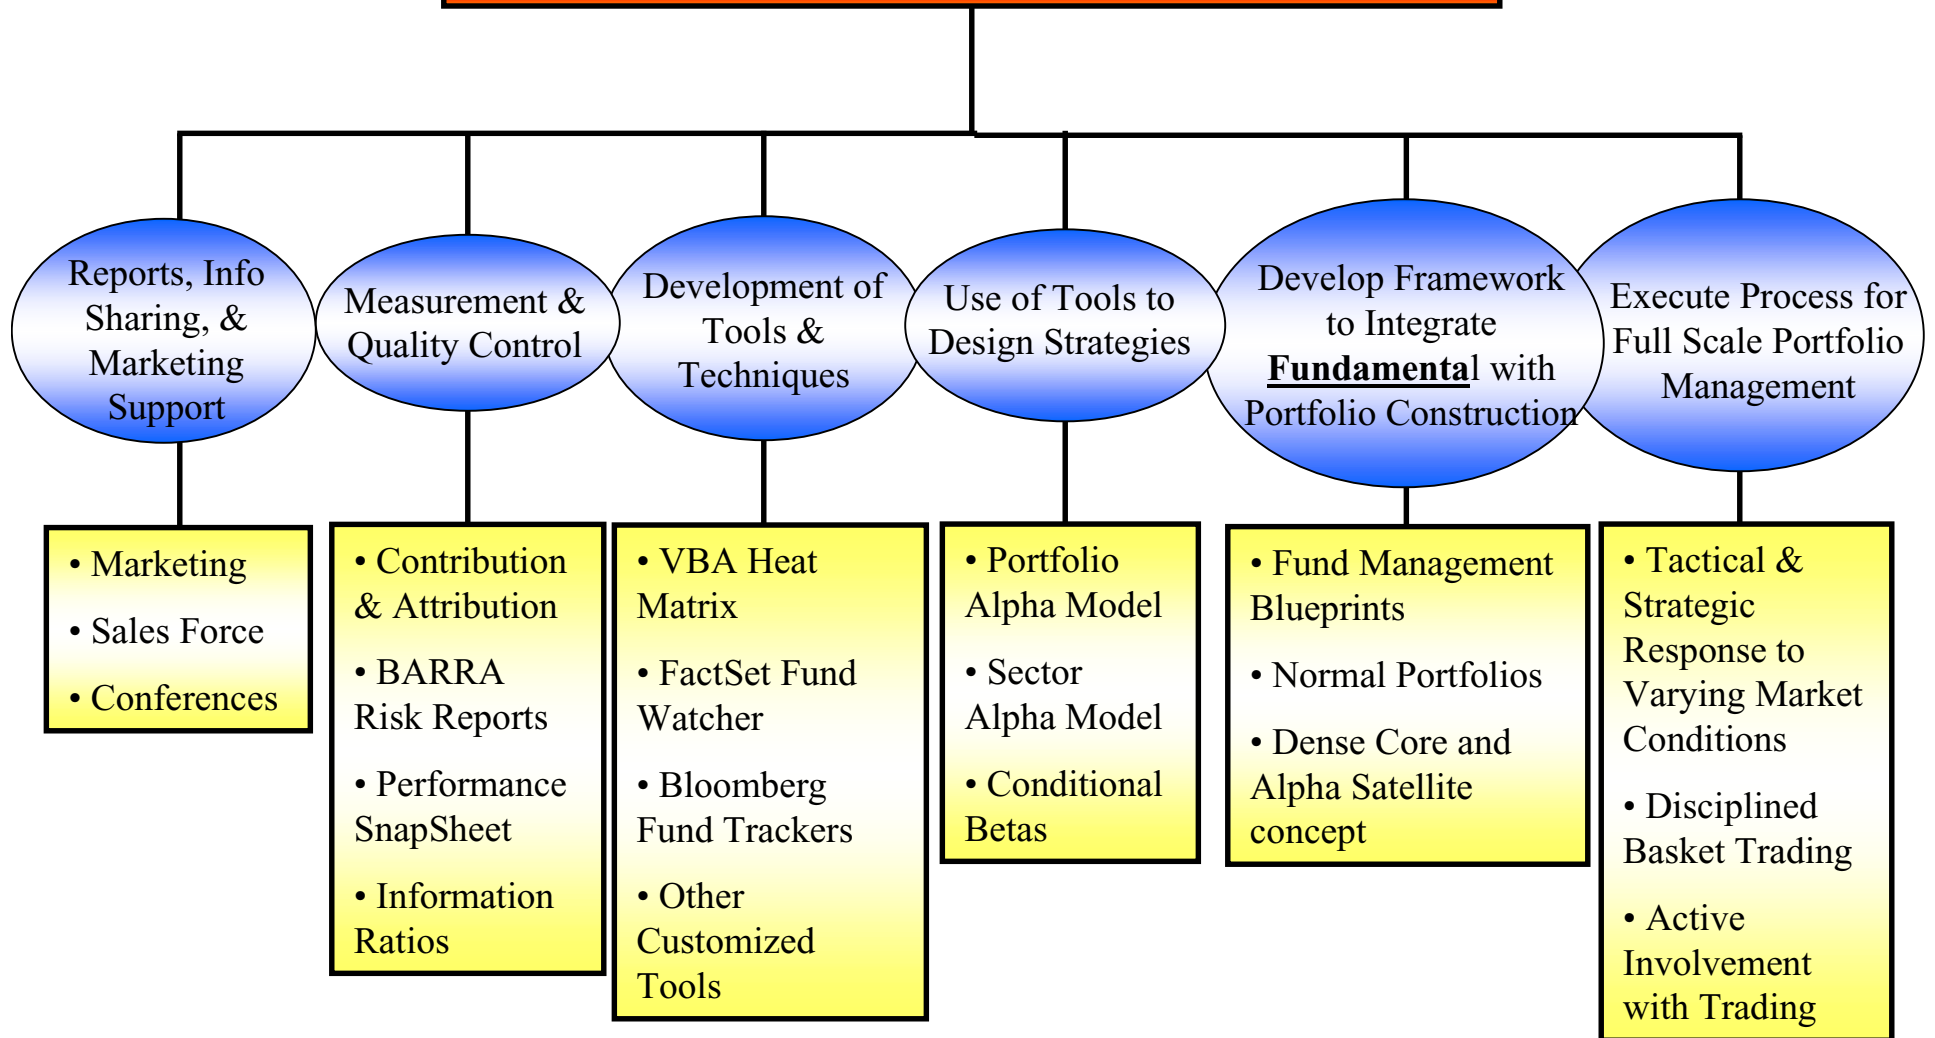 Reports, Info
Sharing, &
Marketing
Support
Measurement &
Quality Control
Development of
Tools &
Techniques
Use of Tools to
Design Strategies
Develop Framework
to Integrate
Fundamental with
Portfolio Construction
Execute Process for
Full Scale Portfolio
Management
• Marketing
• Sales Force
• Conferences
• Contribution
& Attribution
• BARRA
Risk Reports
• Performance
SnapSheet
• Information
Ratios
• VBA Heat
Matrix
• FactSet Fund
Watcher
• Bloomberg
Fund Trackers
• Other
Customized
Tools
• Portfolio
Alpha Model
• Sector
Alpha Model
• Conditional
Betas
• Fund Management
Blueprints
• Normal Portfolios
• Dense Core and
Alpha Satellite
concept
• Tactical &
Strategic
Response to
Varying Market
Conditions
• Disciplined
Basket Trading
• Active
Involvement
with Trading